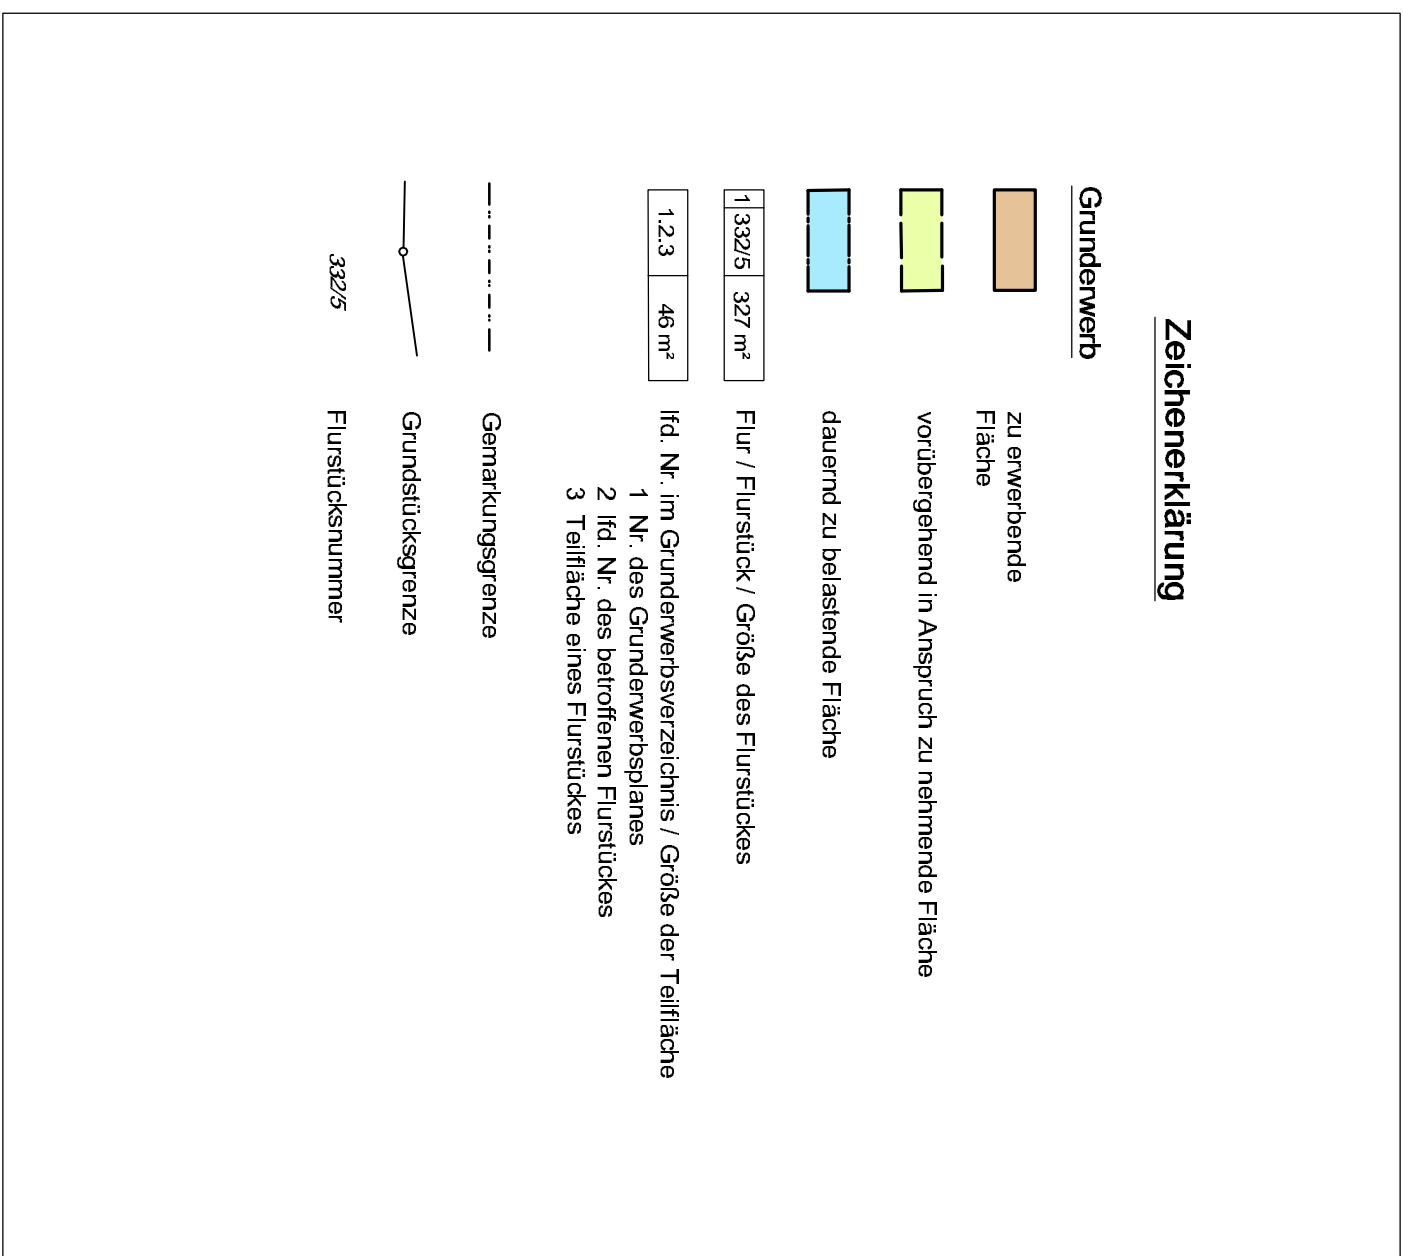 Zeichenerklärung
Grunderwerb
zu erwerbende
Fläche
vorübergehend in Anspruch zu nehmende Fläche
dauernd zu belastende Fläche
1 332/5 327 m² Flur / Flurstück / Größe des Flurstückes
1.2.3 46 m² lfd. Nr. im Grunderwerbsverzeichnis / Größe der Teilfläche
1 Nr. des Grunderwerbsplanes
2 lfd. Nr. des betroffenen Flurstückes
3 Teilfläche eines Flurstückes
Gemarkungsgrenze
Grundstücksgrenze
332/5 Flurstücksnummer